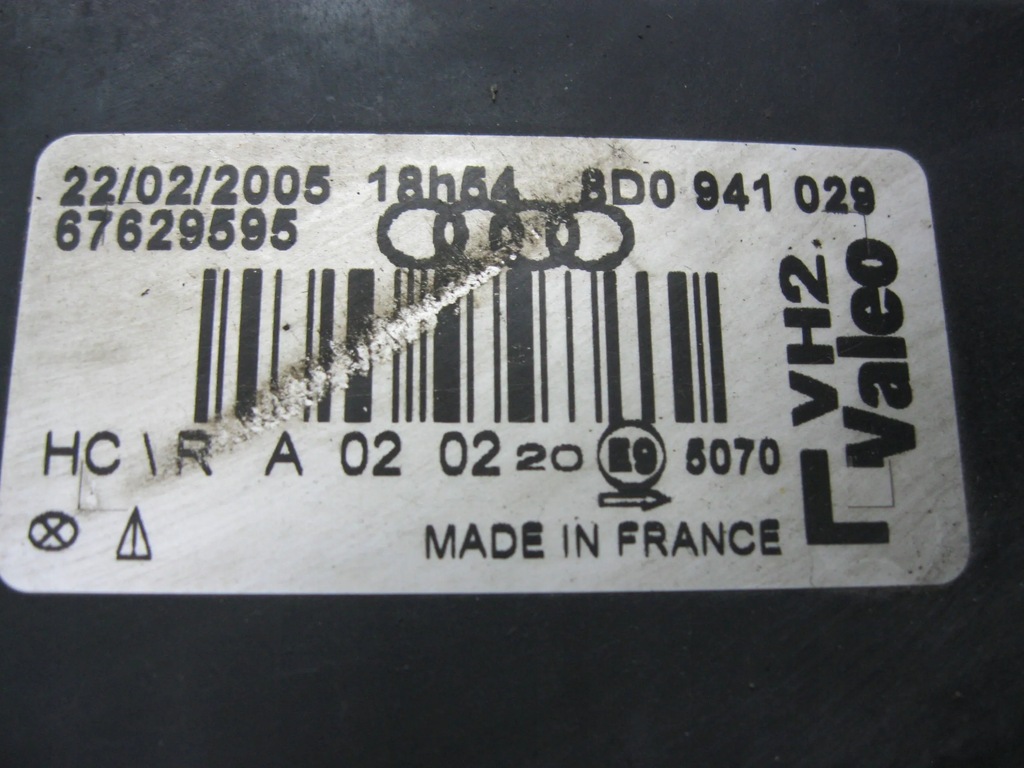 22/02/2005 18h54 8D0 941 029
67629595
HC \ R A 02 02 20 E9 5070
MADE IN FRANCE
VH2.
L Valeo